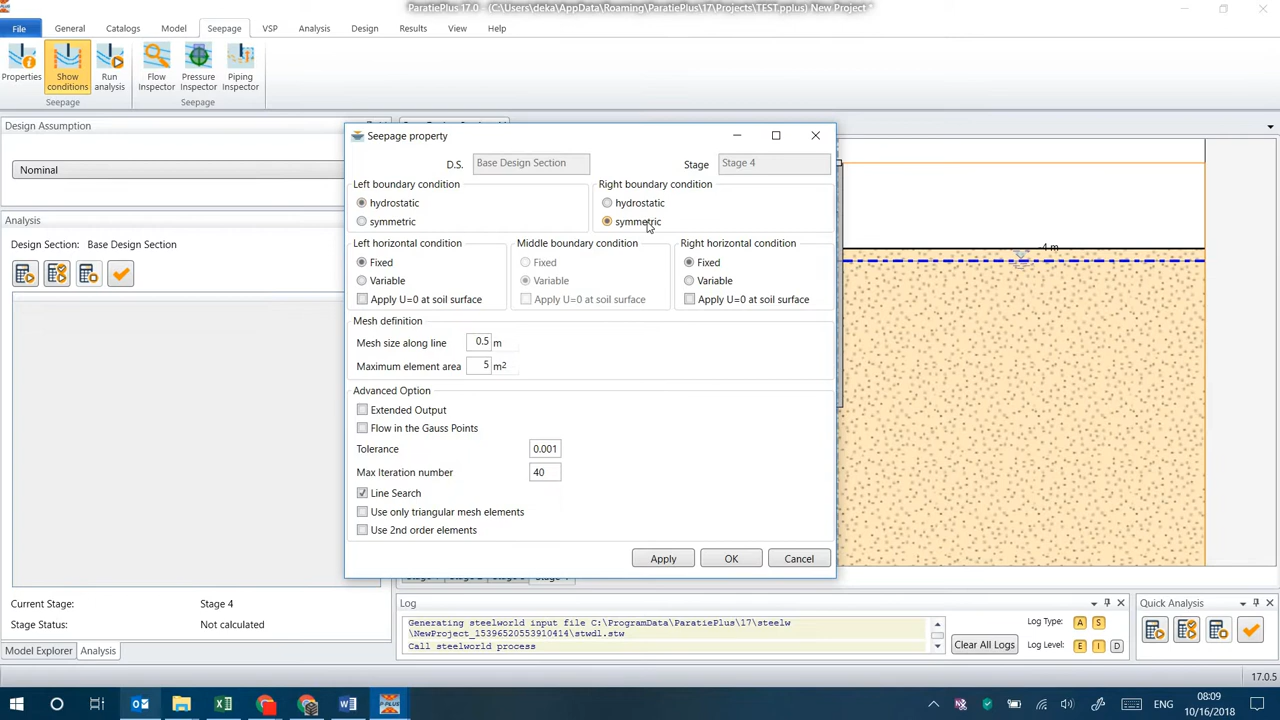 ParatiePlus 17.0 - (C:\Users\deka\AppData\Roaming\ParatiePlus\17\Projects\TEST.pplus) New Project *
File General Catalogs Model Seepage VSP Analysis Design Results View Help
Properties Show conditions Run analysis Flow Inspector Pressure Inspector Piping Inspector
Seepage Seepage
Design Assumption
Nominal
Analysis
Design Section: Base Design Section
Current Stage: Stage 4
Stage Status: Not calculated
Model Explorer Analysis
Seepage property
D.S. Base Design Section Stage Stage 4
Left boundary condition Right boundary condition
hydrostatic hydrostatic
symmetric symmetric
Left horizontal condition Middle boundary condition Right horizontal condition
Fixed Fixed Fixed
Variable Variable Variable
Apply U=0 at soil surface Apply U=0 at soil surface Apply U=0 at soil surface
Mesh definition
Mesh size along line 0.5 m
Maximum element area 5 m2
Advanced Option
Extended Output
Flow in the Gauss Points
Tolerance 0.001
Max Iteration number 40
Line Search
Use only triangular mesh elements
Use 2nd order elements
Apply OK Cancel
-4 m
Log
Generating steelworld input file C:\ProgramData\ParatiePlus\17\steelw
\NewProject_15396520553910414\stwdl.stw
Call steelworld process
Clear All Logs
Log Type: A S
Log Level: E I D
Quick Analysis
17.0.5
ENG
08:09
10/16/2018